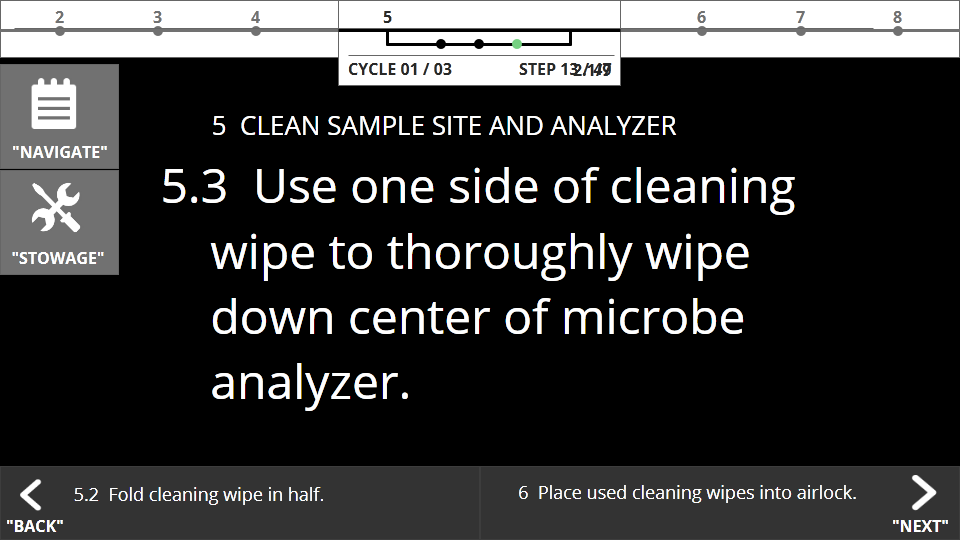 2 3 4 5 6 7 8
CYCLE 01 / 03 STEP
"NAVIGATE"
"STOWAGE"
5 CLEAN SAMPLE SITE AND ANALYZER
5.3 Use one side of cleaning
wipe to thoroughly wipe
down center of microbe
analyzer.
5.2 Fold cleaning wipe in half.
6 Place used cleaning wipes into airlock.
"BACK"
"NEXT"